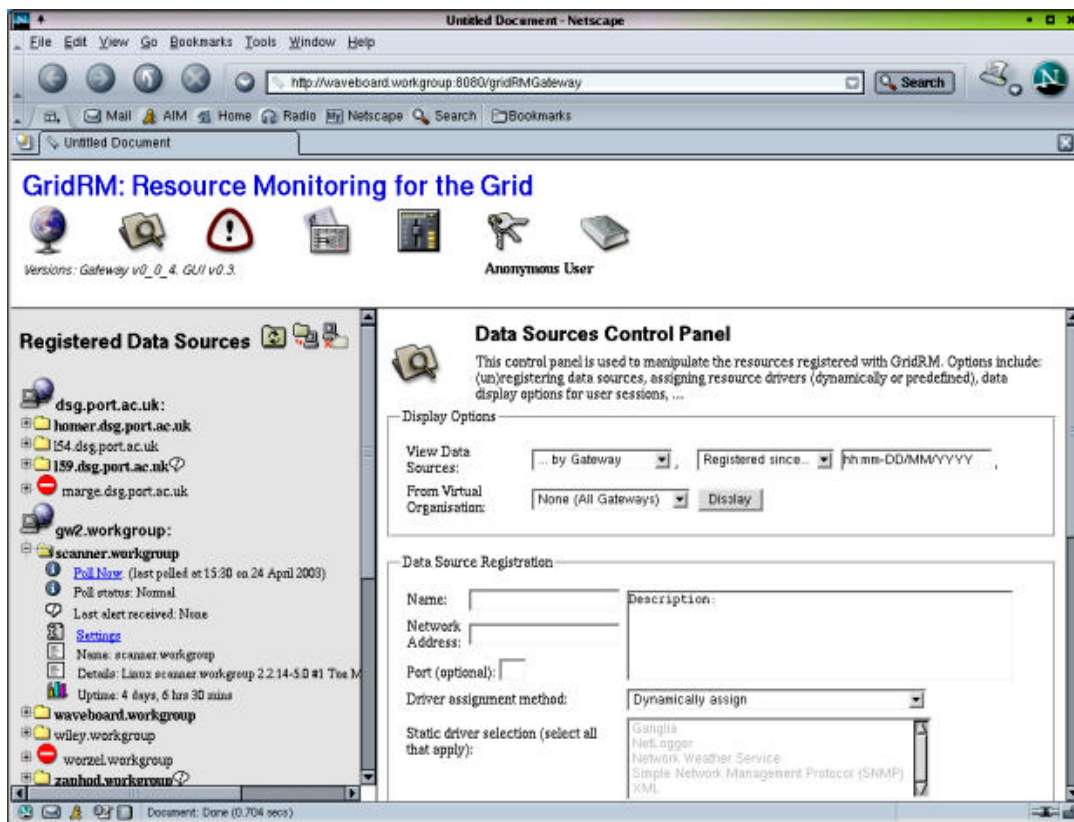 Untitled Document - Netscape
File Edit View Go Bookmarks Tools Window Help
http://waveboard.workgroup:8080/gridRMGateway
Search
N
Mail AIM Home Radio My Netscape Search Bookmarks
Untitled Document
GridRM: Resource Monitoring for the Grid
Versions: Gateway v0_0_4. GUI v0.3.
Anonymous User
Registered Data Sources
dsg.port.ac.uk:
homer.dsg.port.ac.uk
l54.dsg.port.ac.uk
l59.dsg.port.ac.uk
marge.dsg.port.ac.uk
gw2.workgroup:
scanner.workgroup
Poll Now. (last polled at 15:30 on 24 April 2003)
Poll status: Normal
Last alert received: None
Settings
Name: scanner.workgroup
Details: Linux scanner.workgroup 2.2.14-5.0 #1 Tue M
Uptime: 4 days, 6 hrs 30 mins
waveboard.workgroup
wiley.workgroup
worzel.workgroup
zaphod.workgroup
Data Sources Control Panel
This control panel is used to manipulate the resources registered with GridRM. Options include:
(un)registering data sources, assigning resource drivers (dynamically or predefined), data
display options for user sessions, ...
Display Options
View Data
Sources:
... by Gateway , Registered since... hh:mm-DD/MM/YYYY ,
From Virtual
Organisation:
None (All Gateways) Display
Data Source Registration
Name:
Description:
Network
Address:
Port (optional):
Driver assignment method: Dynamically assign
Static driver selection (select all
that apply):
Ganglia
NetLogger
Network Weather Service
Simple Network Management Protocol (SNMP)
XML
Document: Done (0.704 secs)